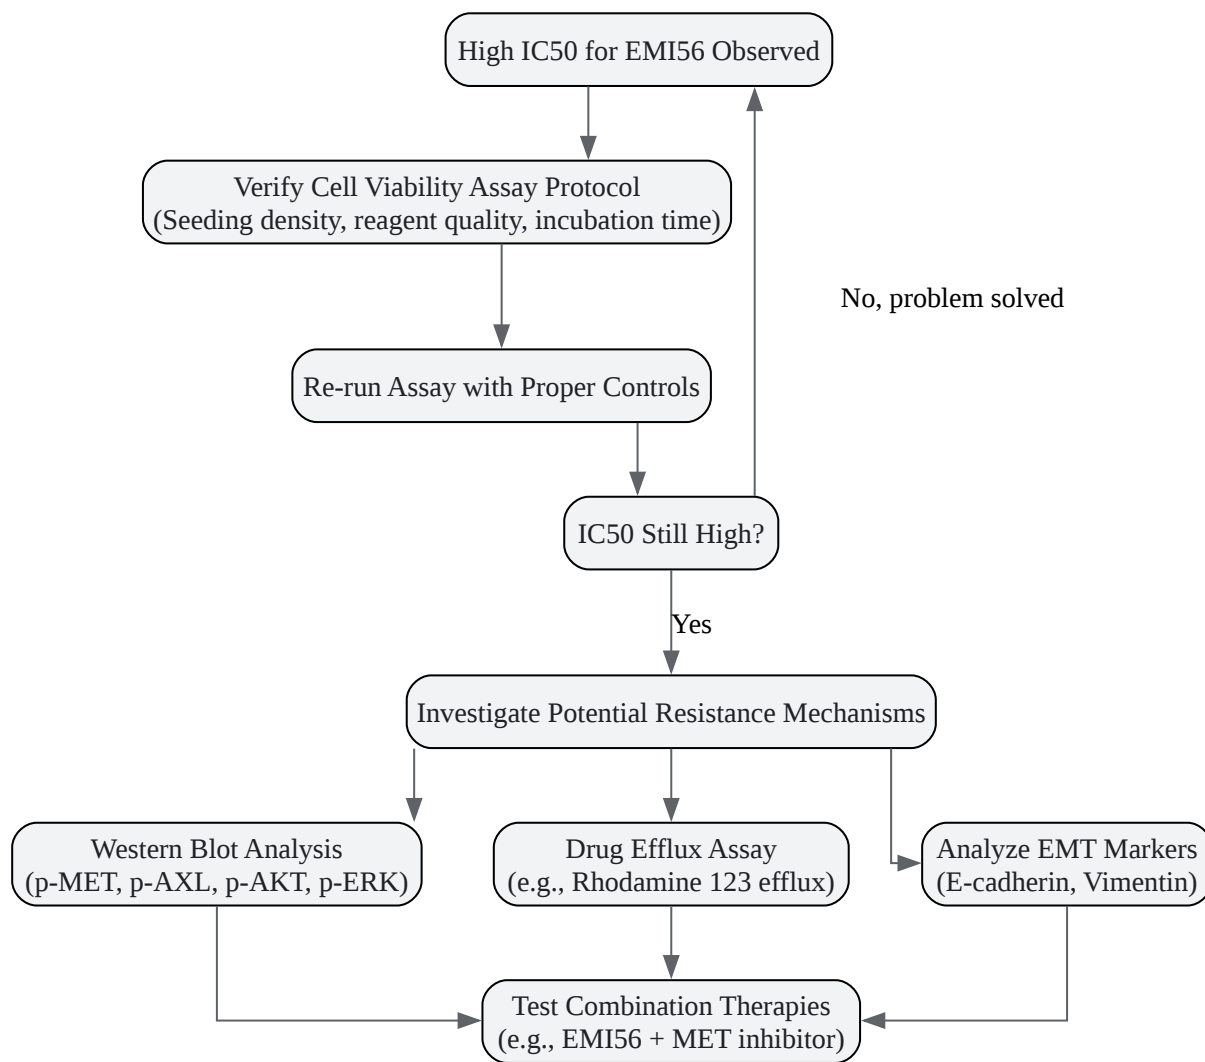 High IC50 for EMI56 Observed
Verify Cell Viability Assay Protocol
(Seeding density, reagent quality, incubation time)
No, problem solved
Re-run Assay with Proper Controls
IC50 Still High?
Yes
Investigate Potential Resistance Mechanisms
Western Blot Analysis
(p-MET, p-AXL, p-AKT, p-ERK)
Drug Efflux Assay
(e.g., Rhodamine 123 efflux)
Analyze EMT Markers
(E-cadherin, Vimentin)
Test Combination Therapies
(e.g., EMI56 + MET inhibitor)